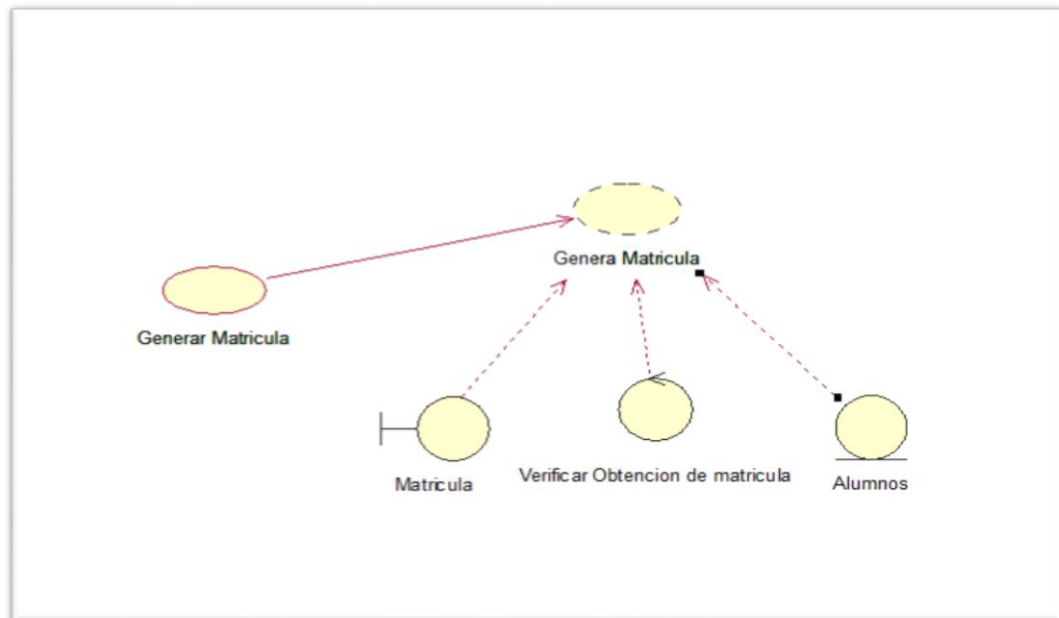 Genera Matricula
Generar Matricula
Matricula
Verificar Obtencion de matricula
Alumnos